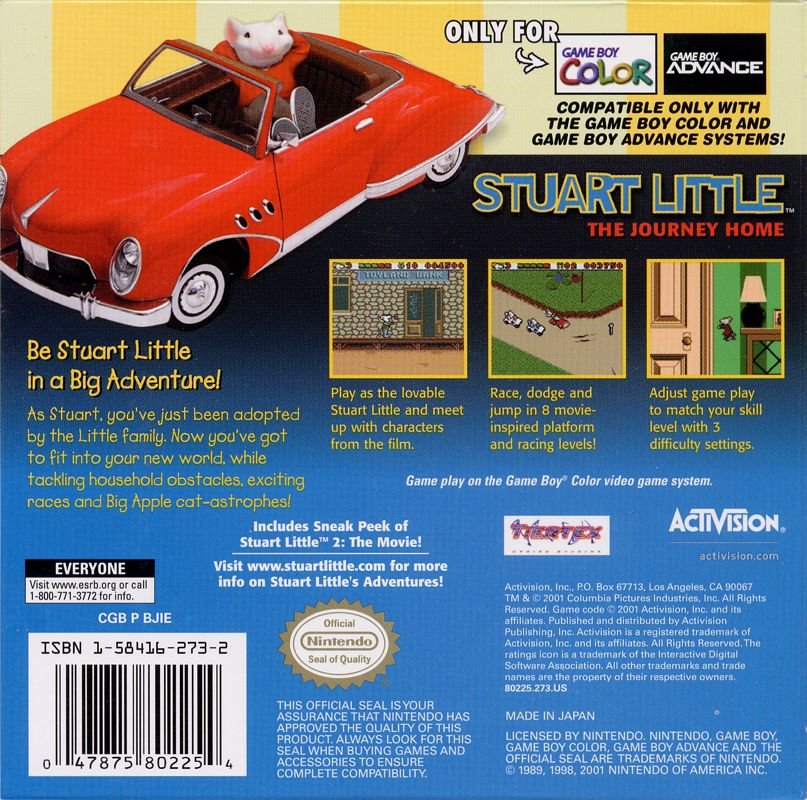 ONLY FOR
GAME BOY
COLOR
GAME BOY
ADVANCE
COMPATIBLE ONLY WITH
THE GAME BOY COLOR AND
GAME BOY ADVANCE SYSTEMS!
STUART LITTLE™
THE JOURNEY HOME
TOYLAND BANK
Be Stuart Little
in a Big Adventure!
As Stuart, you've just been adopted
by the Little family. Now you've got
to fit into your new world, while
tackling household obstacles, exciting
races and Big Apple cat-astrophes!
Play as the lovable
Stuart Little and meet
up with characters
from the film.
Race, dodge and
jump in 8 movie-
inspired platform
and racing levels!
Adjust game play
to match your skill
level with 3
difficulty settings.
Game play on the Game Boy® Color video game system.
Includes Sneak Peek of
Stuart Little™ 2: The Movie!
Visit www.stuartlittle.com for more
info on Stuart Little's Adventures!
EVERYONE
Visit www.esrb.org or call
1-800-771-3772 for info.
CGB P BJIE
ISBN 1-58416-273-2
0 47875 80225 4
Official
Nintendo
Seal of Quality
®
THIS OFFICIAL SEAL IS YOUR
ASSURANCE THAT NINTENDO HAS
APPROVED THE QUALITY OF THIS
PRODUCT. ALWAYS LOOK FOR THIS
SEAL WHEN BUYING GAMES AND
ACCESSORIES TO ENSURE
COMPLETE COMPATIBILITY.
ACTIVISION®
activision.com
Activision, Inc., P.O. Box 67713, Los Angeles, CA 90067
TM & © 2001 Columbia Pictures Industries, Inc. All Rights
Reserved. Game code © 2001 Activision, Inc. and its
affiliates. Published and distributed by Activision
Publishing, Inc. Activision is a registered trademark of
Activision, Inc. and its affiliates. All Rights Reserved. The
ratings icon is a trademark of the Interactive Digital
Software Association. All other trademarks and trade
names are the property of their respective owners.
80225.273.US
MADE IN JAPAN
LICENSED BY NINTENDO. NINTENDO, GAME BOY,
GAME BOY COLOR, GAME BOY ADVANCE AND THE
OFFICIAL SEAL ARE TRADEMARKS OF NINTENDO.
© 1989, 1998, 2001 NINTENDO OF AMERICA INC.